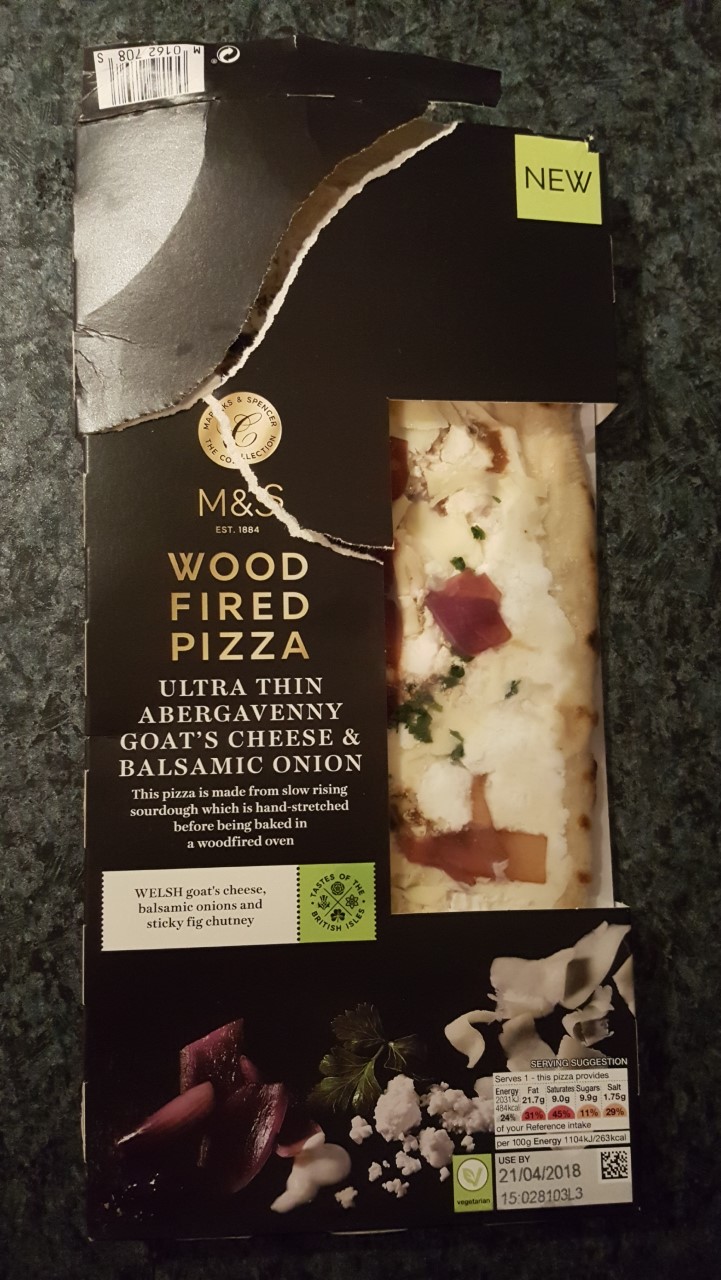 M 0162 708 S
NEW
MARKS & SPENCER
THE COLLECTION
M&S
EST. 1884
WOOD
FIRED
PIZZA
ULTRA THIN
ABERGAVENNY
GOAT'S CHEESE &
BALSAMIC ONION
This pizza is made from slow rising
sourdough which is hand-stretched
before being baked in
a woodfired oven
WELSH goat's cheese,
balsamic onions and
sticky fig chutney
TASTES OF THE
BRITISH ISLES
SERVING SUGGESTION
Serves 1 - this pizza provides
Energy Fat Saturates Sugars Salt
2031kJ 21.7g 9.0g 9.9g 1.75g
484kcal
24% 31% 45% 11% 29%
of your Reference intake
per 100g Energy 1104kJ/263kcal
USE BY
21/04/2018
15:028103L3
vegetarian